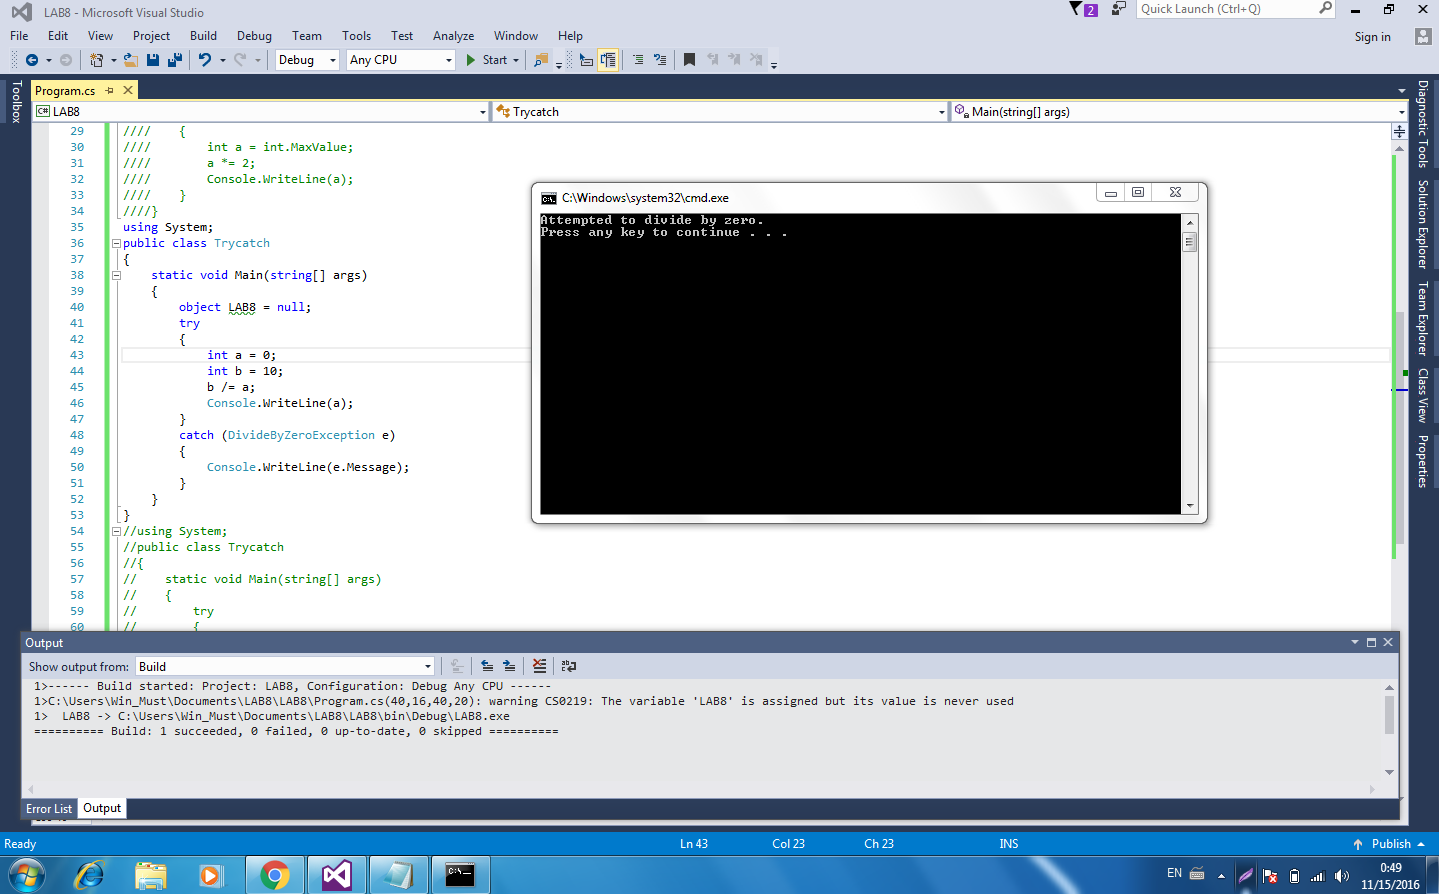 LAB8 - Microsoft Visual Studio
2
Quick Launch (Ctrl+Q)
File Edit View Project Build Debug Team Tools Test Analyze Window Help
Sign in
Debug Any CPU Start
Toolbox
Program.cs
C# LAB8 Trycatch Main(string[] args)
29 //// {
30 //// int a = int.MaxValue;
31 //// a *= 2;
32 //// Console.WriteLine(a);
33 //// }
34 ////}
35 using System;
36 public class Trycatch
37 {
38 static void Main(string[] args)
39 {
40 object LAB8 = null;
41 try
42 {
43 int a = 0;
44 int b = 10;
45 b /= a;
46 Console.WriteLine(a);
47 }
48 catch (DivideByZeroException e)
49 {
50 Console.WriteLine(e.Message);
51 }
52 }
53 }
54 //using System;
55 //public class Trycatch
56 //{
57 // static void Main(string[] args)
58 // {
59 // try
60 // {
C:\Windows\system32\cmd.exe
Attempted to divide by zero.
Press any key to continue . . .
Diagnostic Tools
Solution Explorer
Team Explorer
Class View
Properties
Output
Show output from: Build
1>------ Build started: Project: LAB8, Configuration: Debug Any CPU ------
1>C:\Users\Win_Must\Documents\LAB8\LAB8\Program.cs(40,16,40,20): warning CS0219: The variable 'LAB8' is assigned but its value is never used
1> LAB8 -> C:\Users\Win_Must\Documents\LAB8\LAB8\bin\Debug\LAB8.exe
========== Build: 1 succeeded, 0 failed, 0 up-to-date, 0 skipped ==========
Error List Output
Ready Ln 43 Col 23 Ch 23 INS Publish
EN
0:49
11/15/2016